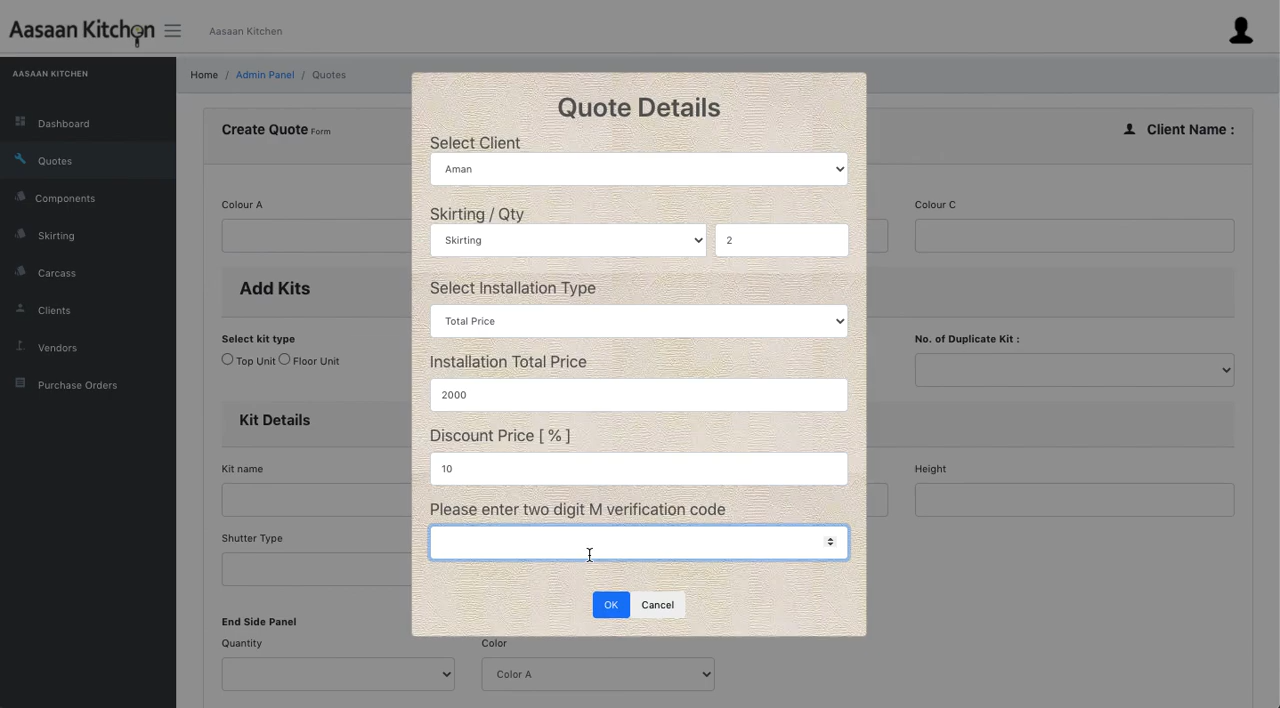 Aasaan Kitchen
Aasaan Kitchen
AASAAN KITCHEN
Dashboard
Quotes
Components
Skirting
Carcass
Clients
Vendors
Purchase Orders
Home / Admin Panel / Quotes
Create Quote Form
Client Name :
Colour A
Colour C
Add Kits
Select kit type
Top Unit Floor Unit
No. of Duplicate Kit :
Kit Details
Kit name
Height
Shutter Type
End Side Panel
Quantity
Color
Color A
Quote Details
Select Client
Aman
Skirting / Qty
Skirting 2
Select Installation Type
Total Price
Installation Total Price
2000
Discount Price [ % ]
10
Please enter two digit M verification code
OK Cancel